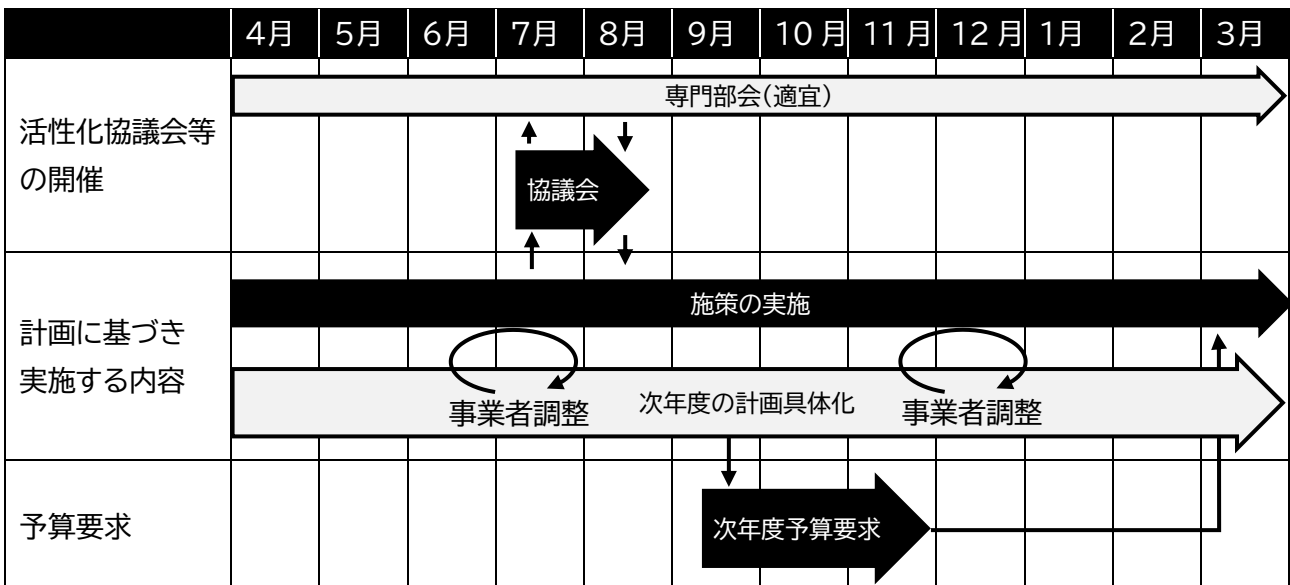 4月 5月 6月 7月 8月 9月 10月 11月 12月 1月 2月 3月
活性化協議会等
の開催
専門部会(適宜)
協議会
計画に基づき
実施する内容
施策の実施
事業者調整
次年度の計画具体化
事業者調整
予算要求
次年度予算要求